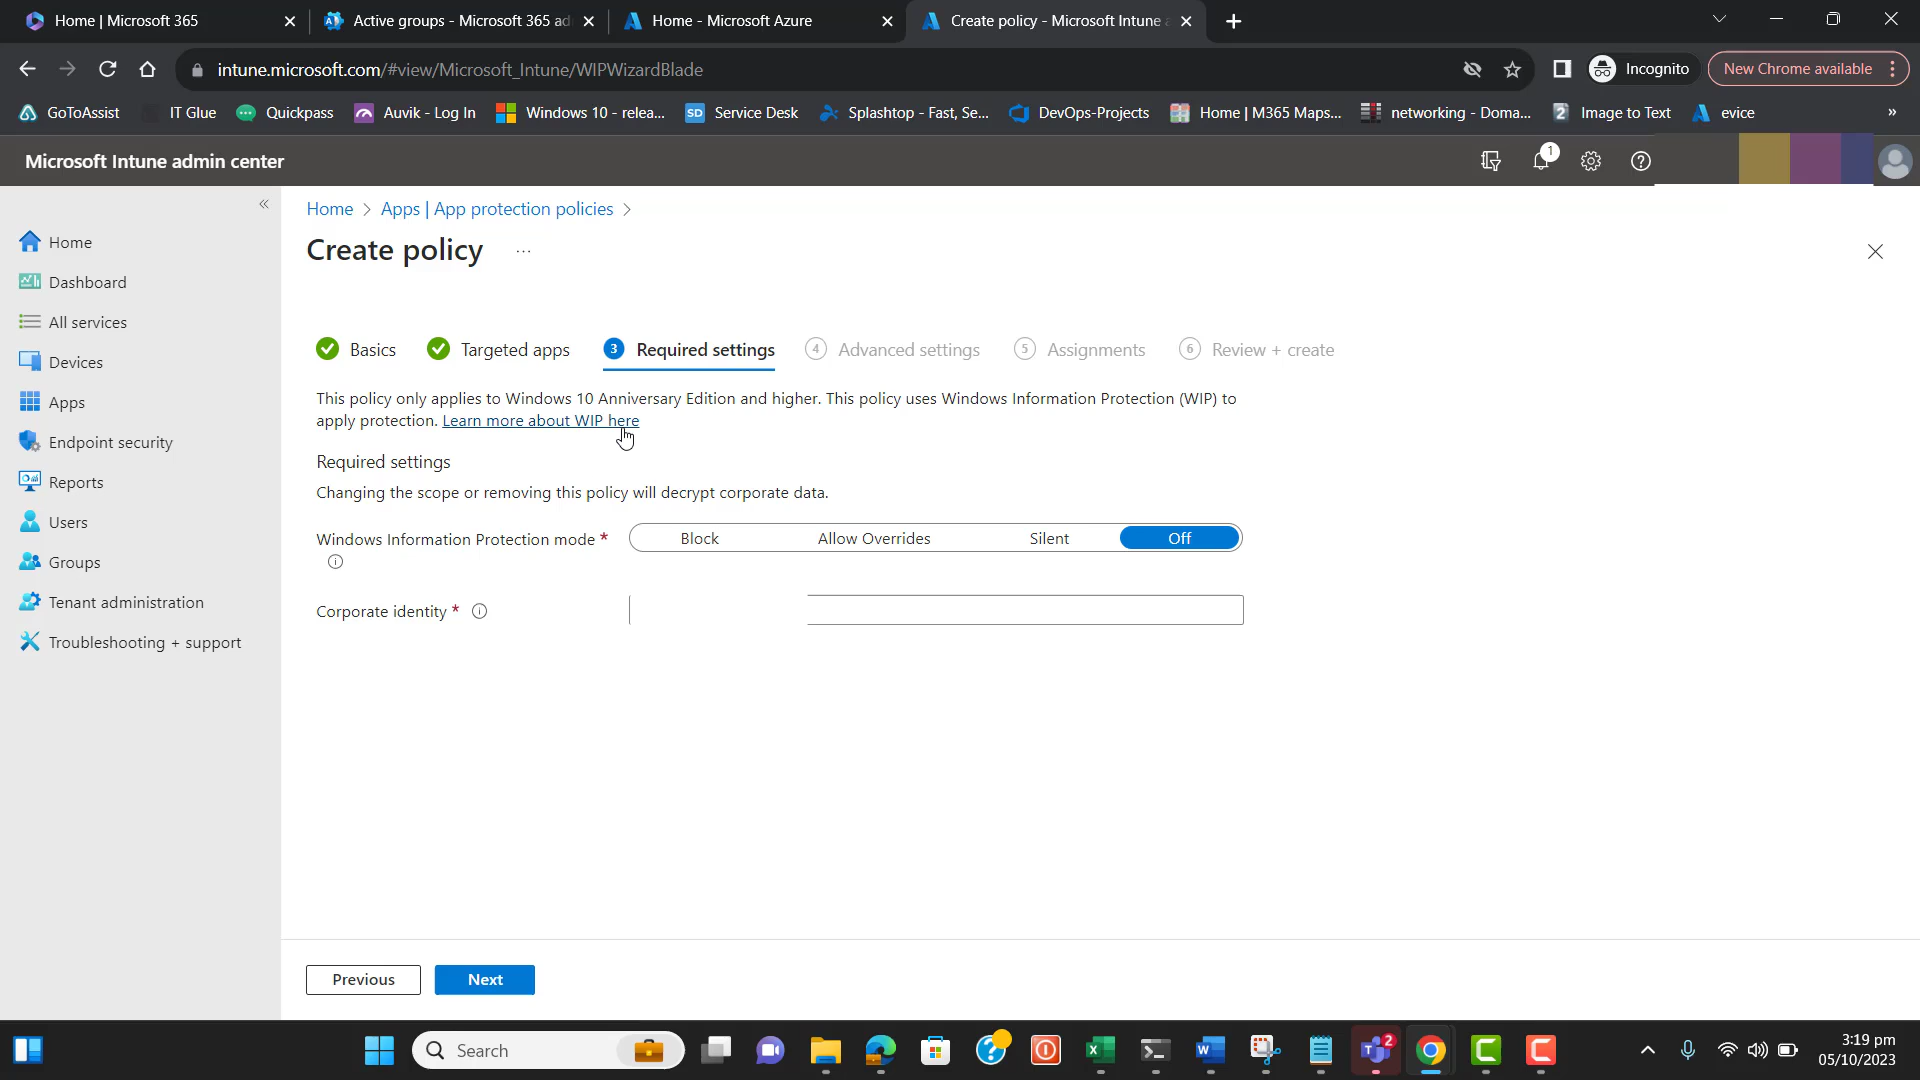 Home | Microsoft 365
Active groups - Microsoft 365 ad
Home - Microsoft Azure
Create policy - Microsoft Intune a
intune.microsoft.com/#view/Microsoft_Intune/WIPWizardBlade
Incognito
New Chrome available
GoToAssist
IT Glue
Quickpass
Auvik - Log In
Windows 10 - relea...
SD
Service Desk
Splashtop - Fast, Se...
DevOps-Projects
Home | M365 Maps...
networking - Doma...
2
Image to Text
evice
»
Microsoft Intune admin center
1
«
Home
Dashboard
All services
Devices
Apps
Endpoint security
Reports
Users
Groups
Tenant administration
Troubleshooting + support
Home > Apps | App protection policies >
Create policy ...
Basics
Targeted apps
3 Required settings
4 Advanced settings
5 Assignments
6 Review + create
This policy only applies to Windows 10 Anniversary Edition and higher. This policy uses Windows Information Protection (WIP) to
apply protection. Learn more about WIP here
Required settings
Changing the scope or removing this policy will decrypt corporate data.
Windows Information Protection mode *
Block
Allow Overrides
Silent
Off
Corporate identity *
Previous
Next
Search
2
3:19 pm
05/10/2023